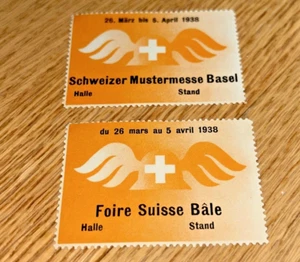 26. März bis 5. April 1938
Schweizer Mustermesse Basel
Halle Stand
du 26 mars au 5 avril 1938
Foire Suisse Bâle
Halle Stand